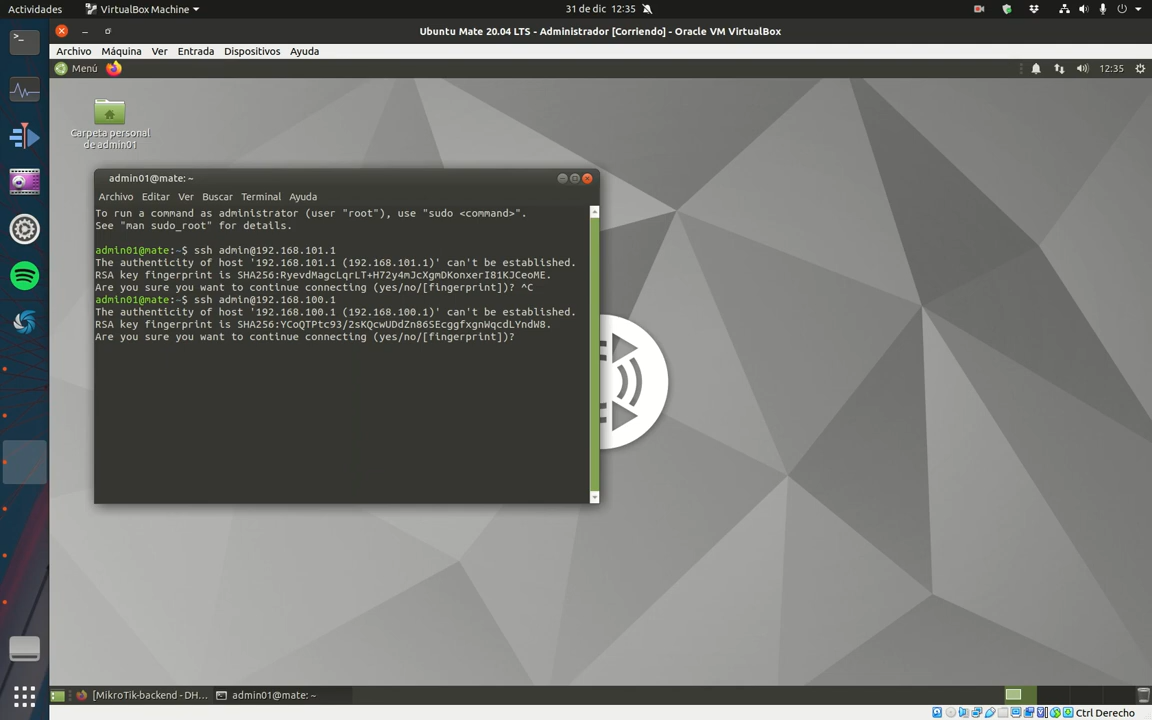 Actividades VirtualBox Machine 31 de dic 12:35
Ubuntu Mate 20.04 LTS - Administrador [Corriendo] - Oracle VM VirtualBox
Archivo Máquina Ver Entrada Dispositivos Ayuda
Menú 12:35
Carpeta personal
de admin01
admin01@mate: ~
Archivo Editar Ver Buscar Terminal Ayuda
To run a command as administrator (user "root"), use "sudo <command>".
See "man sudo_root" for details.
admin01@mate:~$ ssh admin@192.168.101.1
The authenticity of host '192.168.101.1 (192.168.101.1)' can't be established.
RSA key fingerprint is SHA256:RyevdMagcLqrLT+H72y4mJcXgmDKonxerI81KJCeoME.
Are you sure you want to continue connecting (yes/no/[fingerprint])? ^C
admin01@mate:~$ ssh admin@192.168.100.1
The authenticity of host '192.168.100.1 (192.168.100.1)' can't be established.
RSA key fingerprint is SHA256:YCoQTPtc93/2sKQcwUDdZn86SEcggfxgnWqcdLYndW8.
Are you sure you want to continue connecting (yes/no/[fingerprint])?
[MikroTik-backend - DH... admin01@mate: ~
Ctrl Derecho